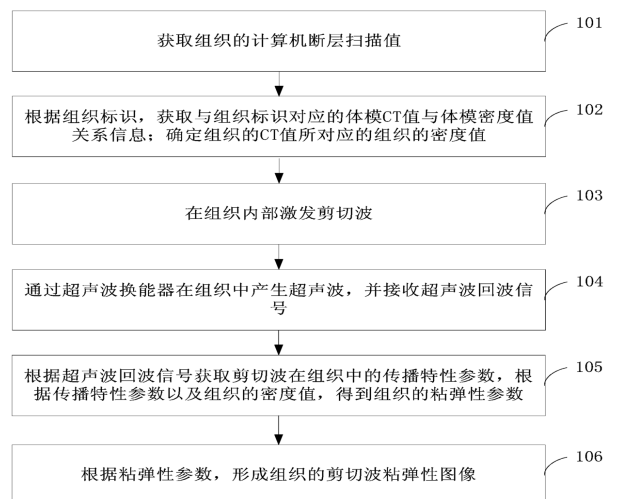 获取组织的计算机断层扫描值
101
根据组织标识，获取与组织标识对应的体模CT值与体模密度值
关系信息；确定组织的CT值所对应的组织的密度值
102
在组织内部激发剪切波
103
通过超声波换能器在组织中产生超声波，并接收超声波回波信
号
104
根据超声波回波信号获取剪切波在组织中的传播特性参数，根
据传播特性参数以及组织的密度值，得到组织的粘弹性参数
105
根据粘弹性参数，形成组织的剪切波粘弹性图像
106